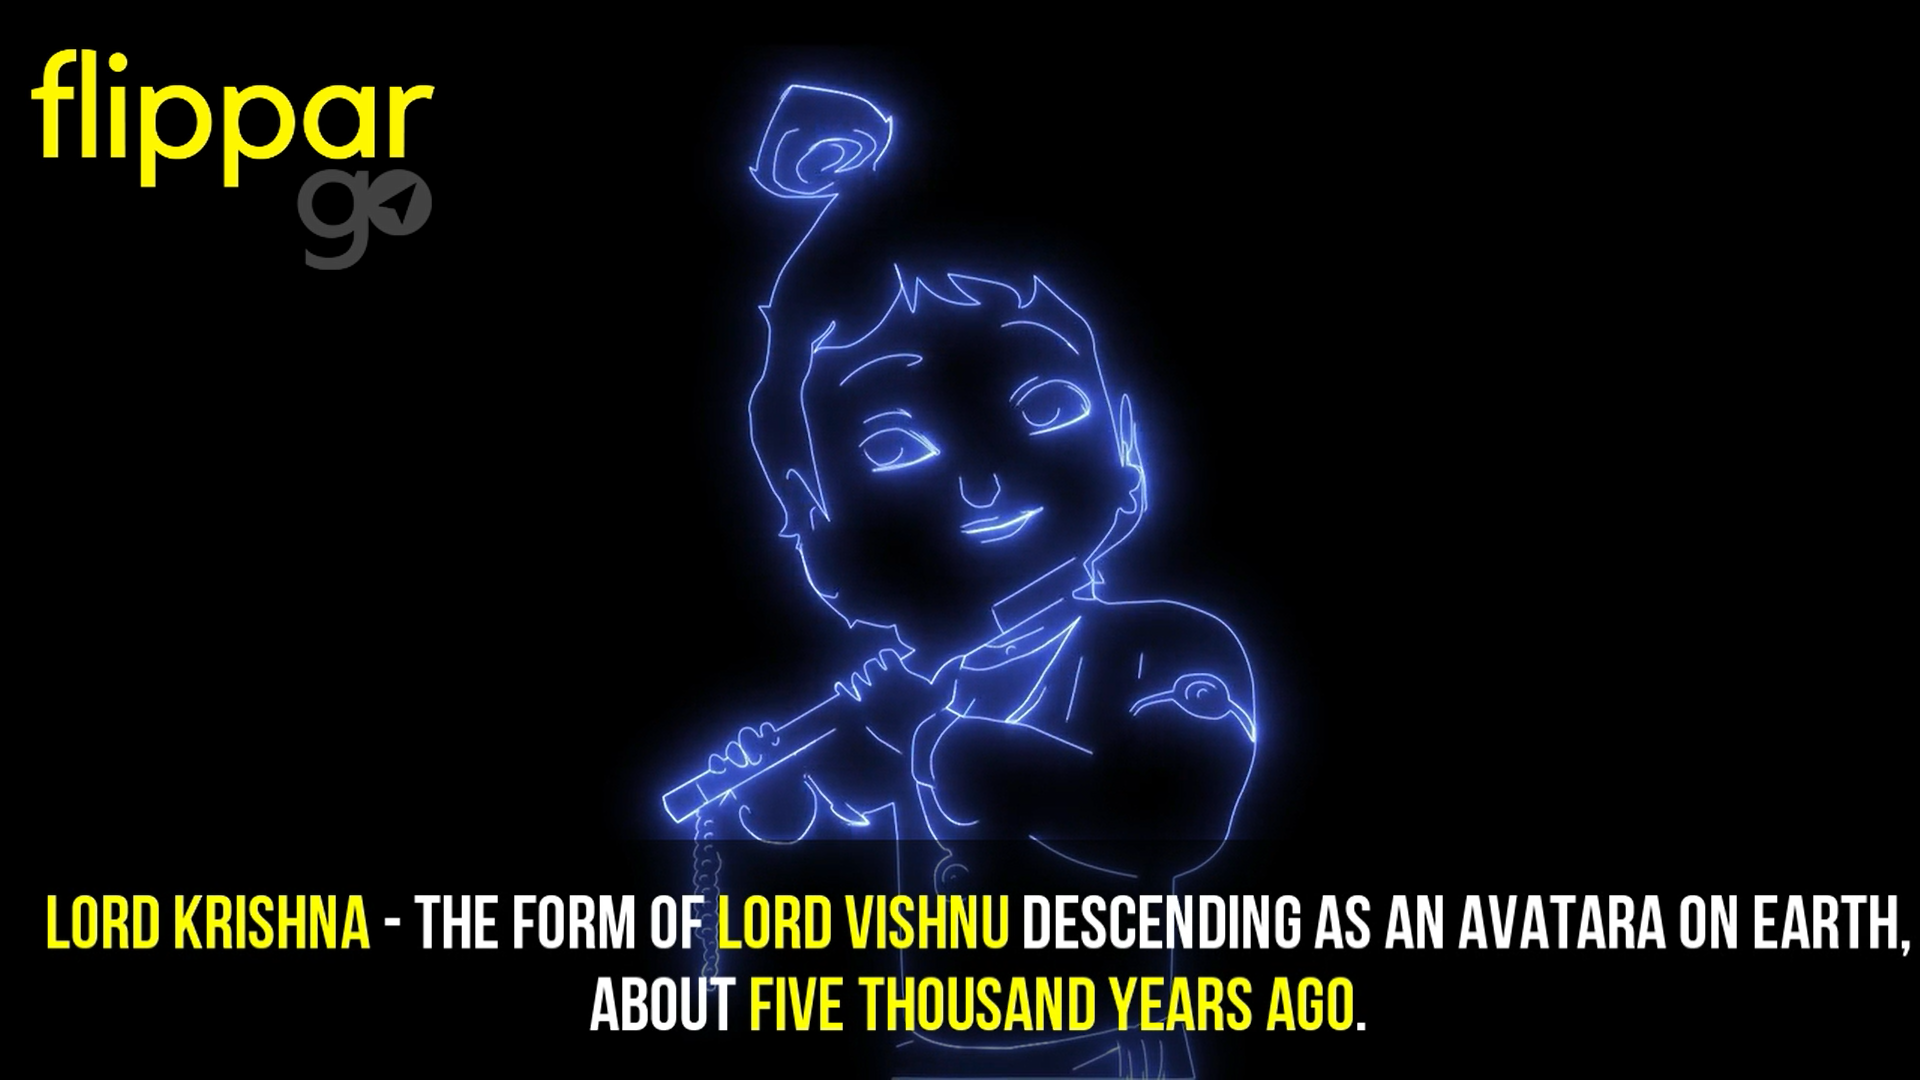 flippar
go
LORD KRISHNA - THE FORM OF LORD VISHNU DESCENDING AS AN AVATARA ON EARTH,
ABOUT FIVE THOUSAND YEARS AGO.